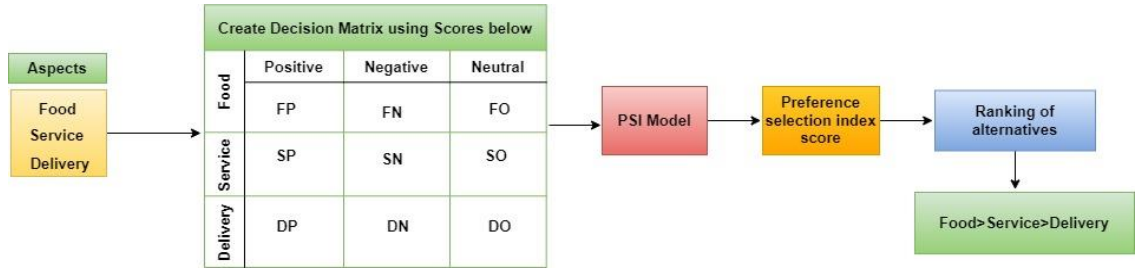 Aspects
Food
Service
Delivery
Create Decision Matrix using Scores below
Positive Negative Neutral
Food
FP FN FO
Service
SP SN SO
Delivery
DP DN DO
PSI Model
Preference
selection index
score
Ranking of
alternatives
Food>Service>Delivery